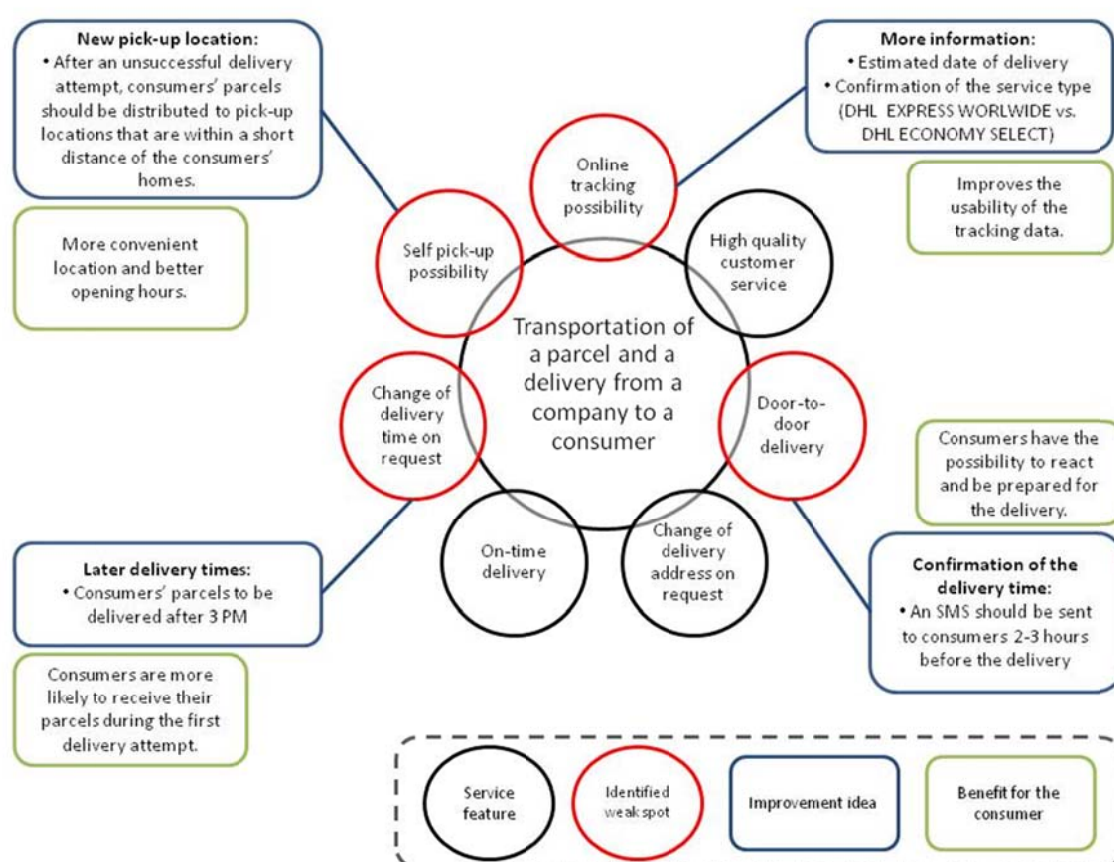 New pick-up location:
• After an unsuccessful delivery
attempt, consumers' parcels
should be distributed to pick-up
locations that are within a short
distance of the consumers'
homes.
More convenient
location and better
opening hours.
More information:
• Estimated date of delivery
• Confirmation of the service type
(DHL EXPRESS WORLWIDE vs.
DHL ECONOMY SELECT)
Improves the
usability of the
tracking data.
Online
tracking
possibility
Self pick-up
possibility
High quality
customer
service
Transportation of
a parcel and a
delivery from a
company to a
consumer
Change of
delivery
time on
request
Door-to-
door
delivery
On-time
delivery
Change of
delivery
address on
request
Consumers have the
possibility to react
and be prepared for
the delivery.
Confirmation of the
delivery time:
• An SMS should be sent
to consumers 2-3 hours
before the delivery
Later delivery times:
• Consumers' parcels to be
delivered after 3 PM
Consumers are more
likely to receive their
parcels during the first
delivery attempt.
Service
feature
Identified
weak spot
Improvement idea
Benefit for the
consumer